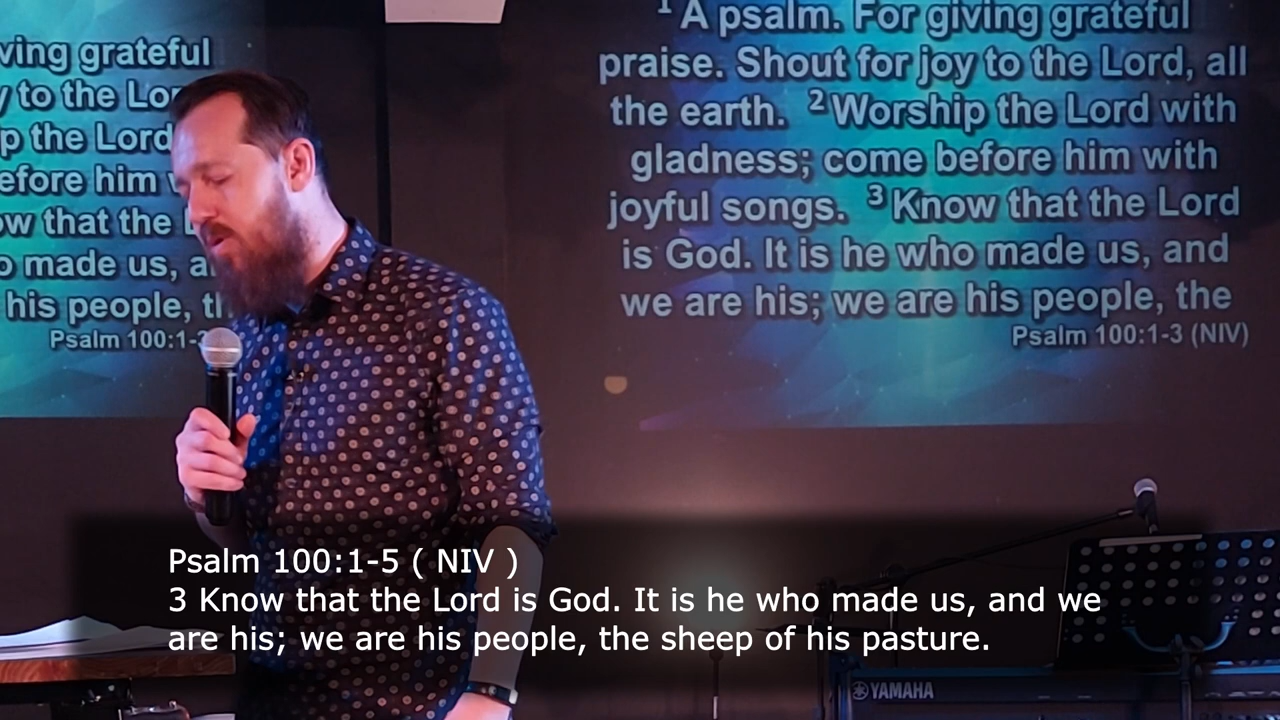 ving grateful
y to the Lor
p the Lord
efore him
ow that the L
o made us, a
his people, t
Psalm 100:1-3
1 A psalm. For giving grateful
praise. Shout for joy to the Lord, all
the earth. 2 Worship the Lord with
gladness; come before him with
joyful songs. 3 Know that the Lord
is God. It is he who made us, and
we are his; we are his people, the
Psalm 100:1-3 (NIV)
Psalm 100:1-5 ( NIV )
3 Know that the Lord is God. It is he who made us, and we
are his; we are his people, the sheep of his pasture.
YAMAHA